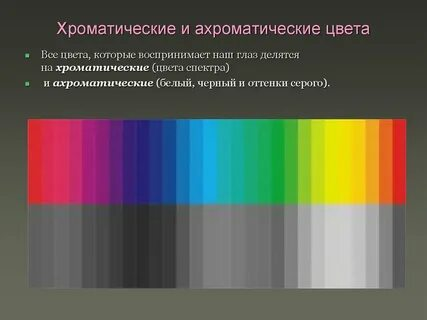 Хроматические и ахроматические цвета
Все цвета, которые воспринимает наш глаз делятся
на хроматические (цвета спектра)
и ахроматические (белый, черный и оттенки серого).